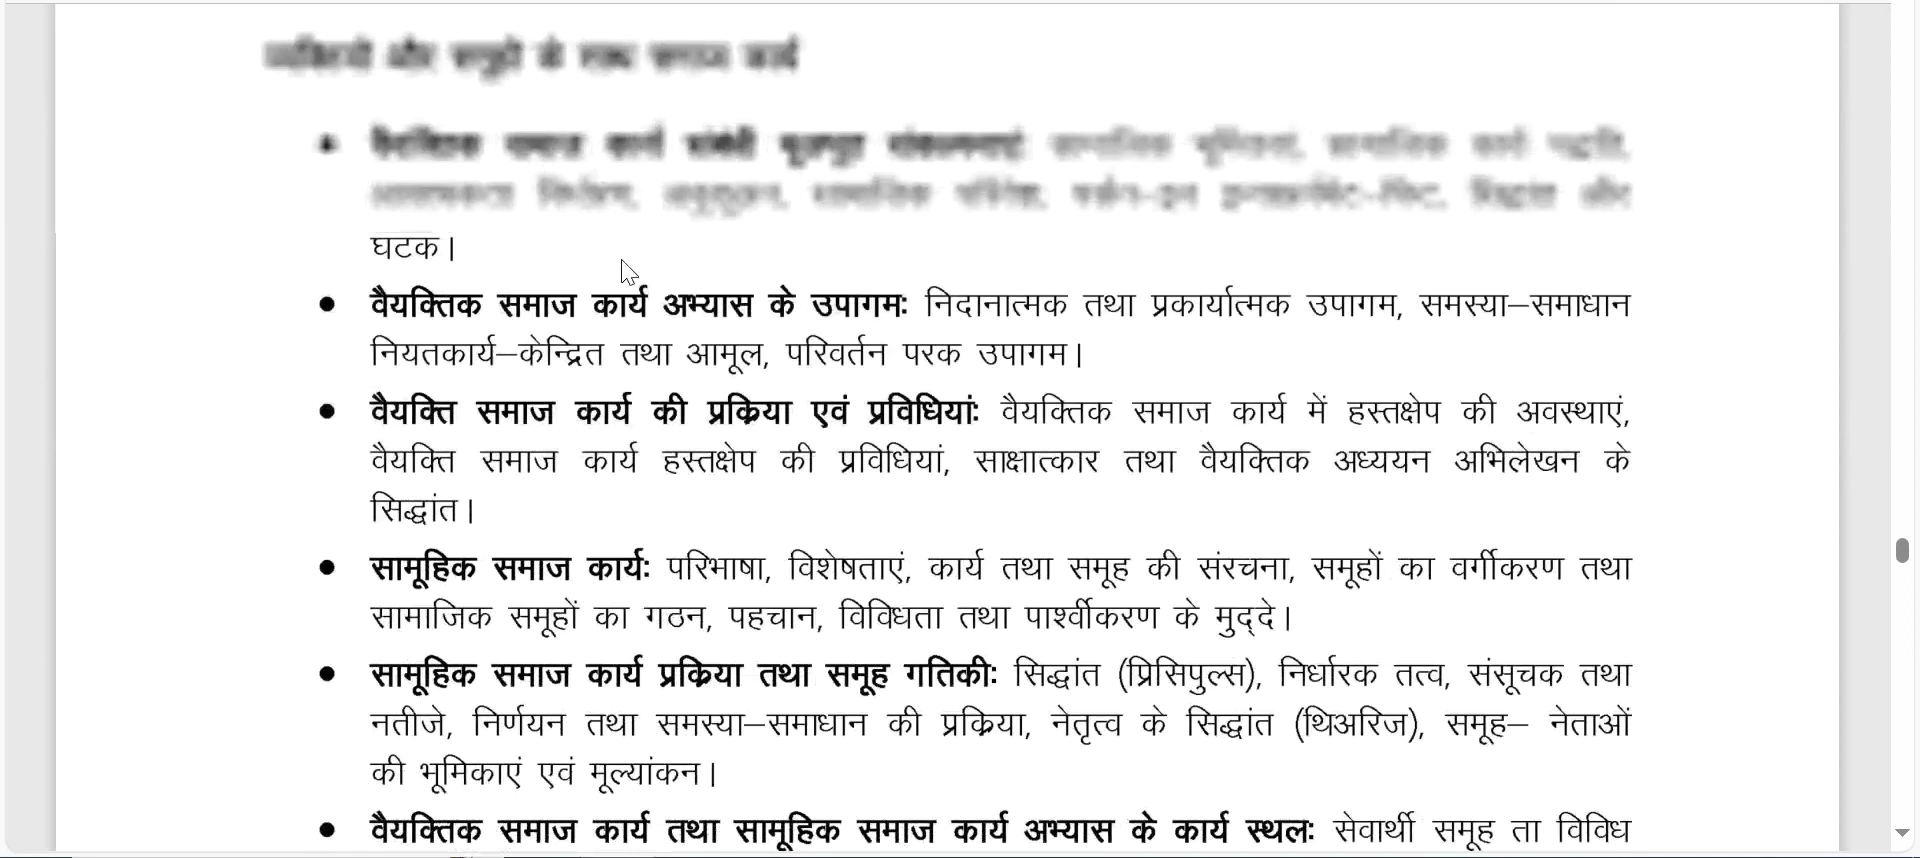 घटक।
वैयक्तिक समाज कार्य अभ्यास के उपागमः निदानात्मक तथा प्रकार्यात्मक उपागम, समस्या–समाधान
नियतकार्य–केन्द्रित तथा आमूल, परिवर्तन परक उपागम।
वैयक्ति समाज कार्य की प्रक्रिया एवं प्रविधियांः वैयक्तिक समाज कार्य में हस्तक्षेप की अवस्थाएं,
वैयक्ति समाज कार्य हस्तक्षेप की प्रविधियां, साक्षात्कार तथा वैयक्तिक अध्ययन अभिलेखन के
सिद्धांत।
सामूहिक समाज कार्यः परिभाषा, विशेषताएं, कार्य तथा समूह की संरचना, समूहों का वर्गीकरण तथा
सामाजिक समूहों का गठन, पहचान, विविधता तथा पार्श्वीकरण के मुद्दे।
सामूहिक समाज कार्य प्रक्रिया तथा समूह गतिकीः सिद्धांत (प्रिसिपुल्स), निर्धारक तत्व, संसूचक तथा
नतीजे, निर्णयन तथा समस्या–समाधान की प्रक्रिया, नेतृत्व के सिद्धांत (थिअरिज), समूह– नेताओं
की भूमिकाएं एवं मूल्यांकन।
वैयक्तिक समाज कार्य तथा सामूहिक समाज कार्य अभ्यास के कार्य स्थलः सेवार्थी समूह ता विविध